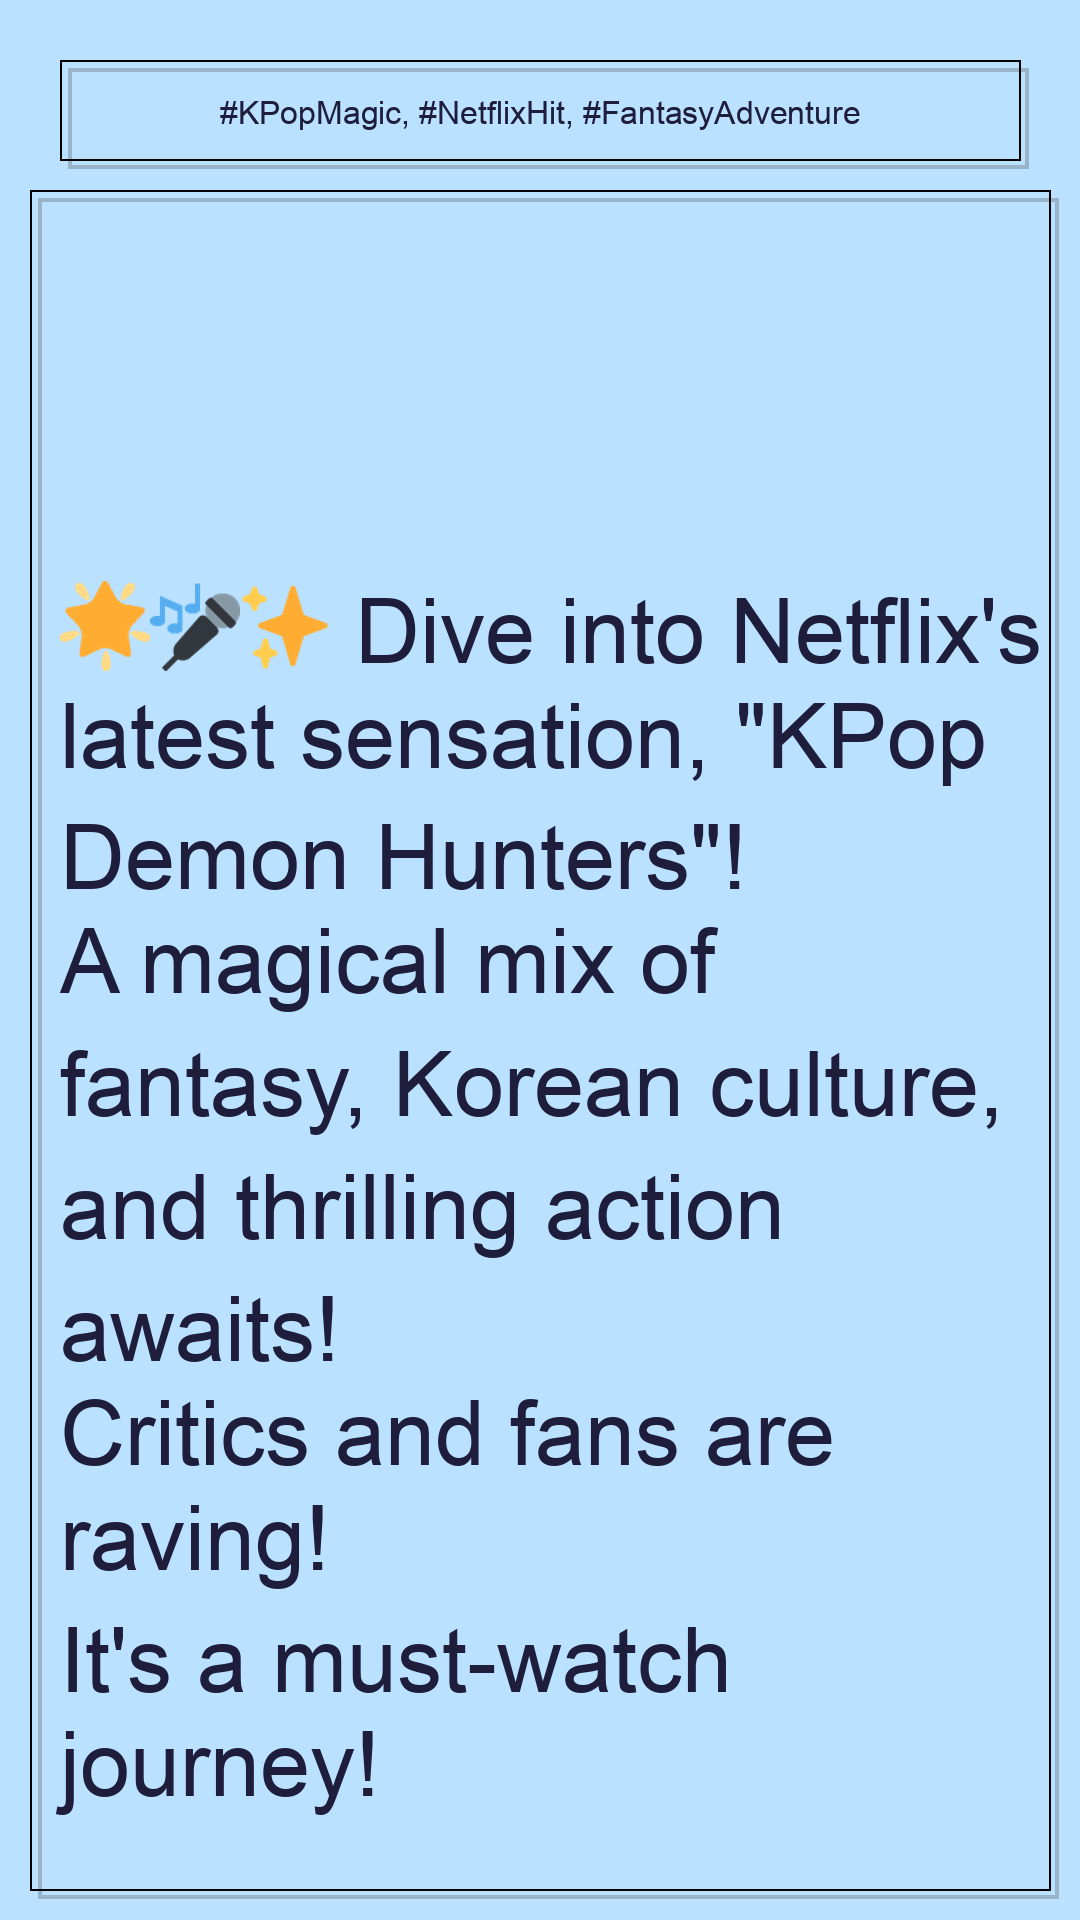 #KPopMagic, #NetflixHit, #FantasyAdventure
🌟🎤✨ Dive into Netflix's
latest sensation, "KPop
Demon Hunters"!
A magical mix of
fantasy, Korean culture,
and thrilling action
awaits!
Critics and fans are
raving!
It's a must-watch
journey!